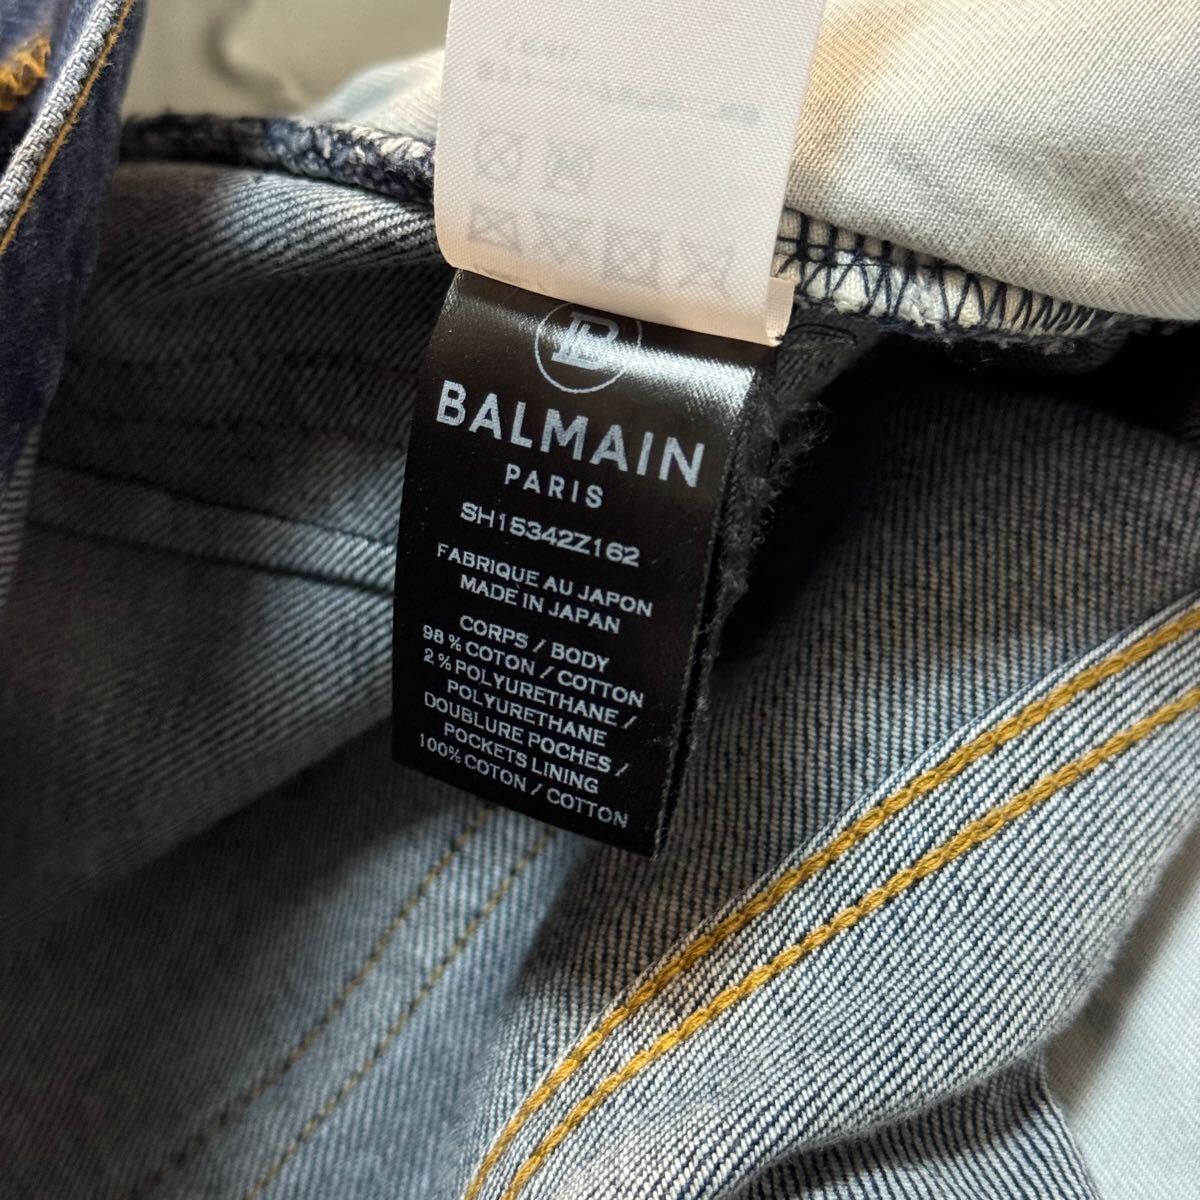 B
BALMAIN
PARIS
SH15342Z162
FABRIQUE AU JAPON
MADE IN JAPAN
CORPS / BODY
98 % COTON / COTTON
2 % POLYURETHANE /
POLYURETHANE
DOUBLURE POCHES /
POCKETS LINING
100% COTON / COTTON